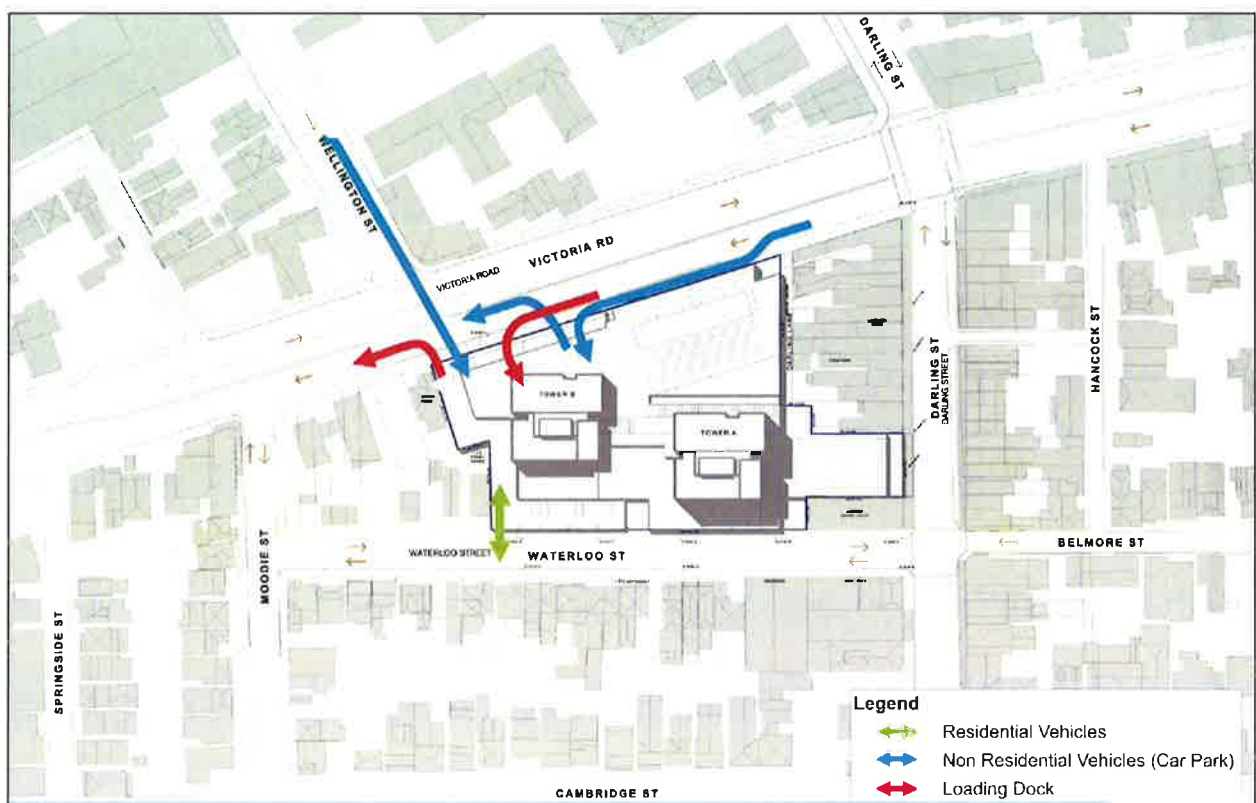 DARLING ST
WELLINGTON ST
VICTORIA RD
VICTORIA ROAD
HANCOCK ST
DARLING ST
DARLING STREET
DARLING LANE
TOWER B
TOWER A
MOODIE ST
WATERLOO STREET
WATERLOO ST
BELMORE ST
SPRINGSIDE ST
CAMBRIDGE ST
Legend
Residential Vehicles
Non Residential Vehicles (Car Park)
Loading Dock